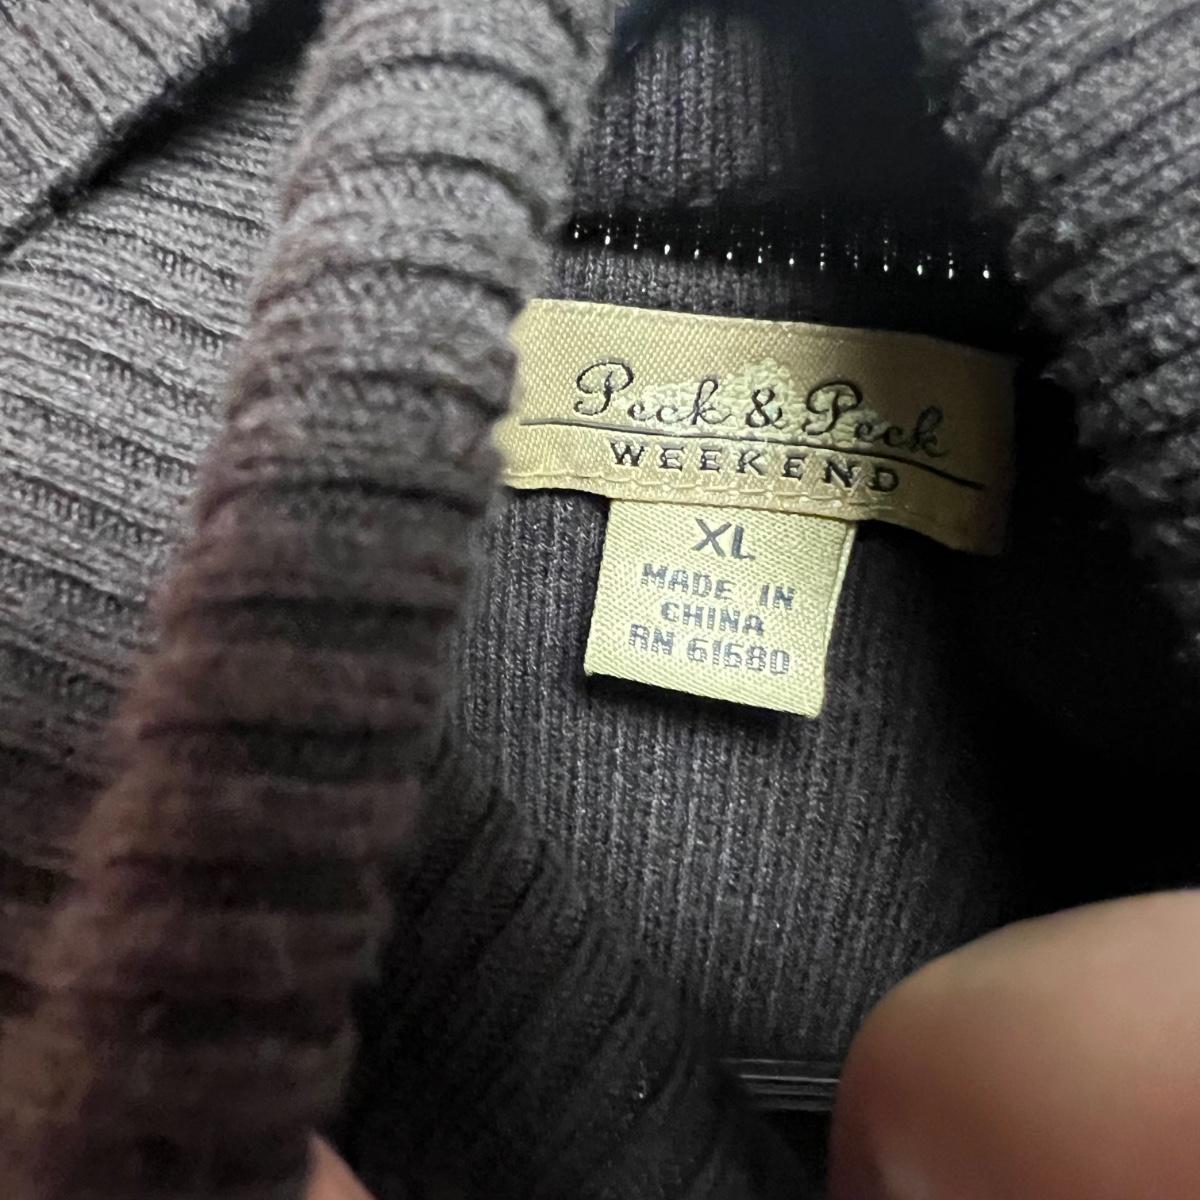 Peck & Peck
WEEKEND
XL
MADE IN
CHINA
RN 61680